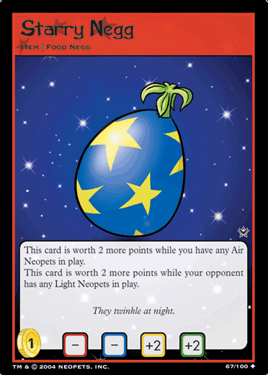 Starry Negg
Item | Food Negg
This card is worth 2 more points while you have any Air
Neopets in play.
This card is worth 2 more points while your opponent
has any Light Neopets in play.
They twinkle at night.
1
– – +2 +2
TM & © 2004 NEOPETS, INC. 67/100